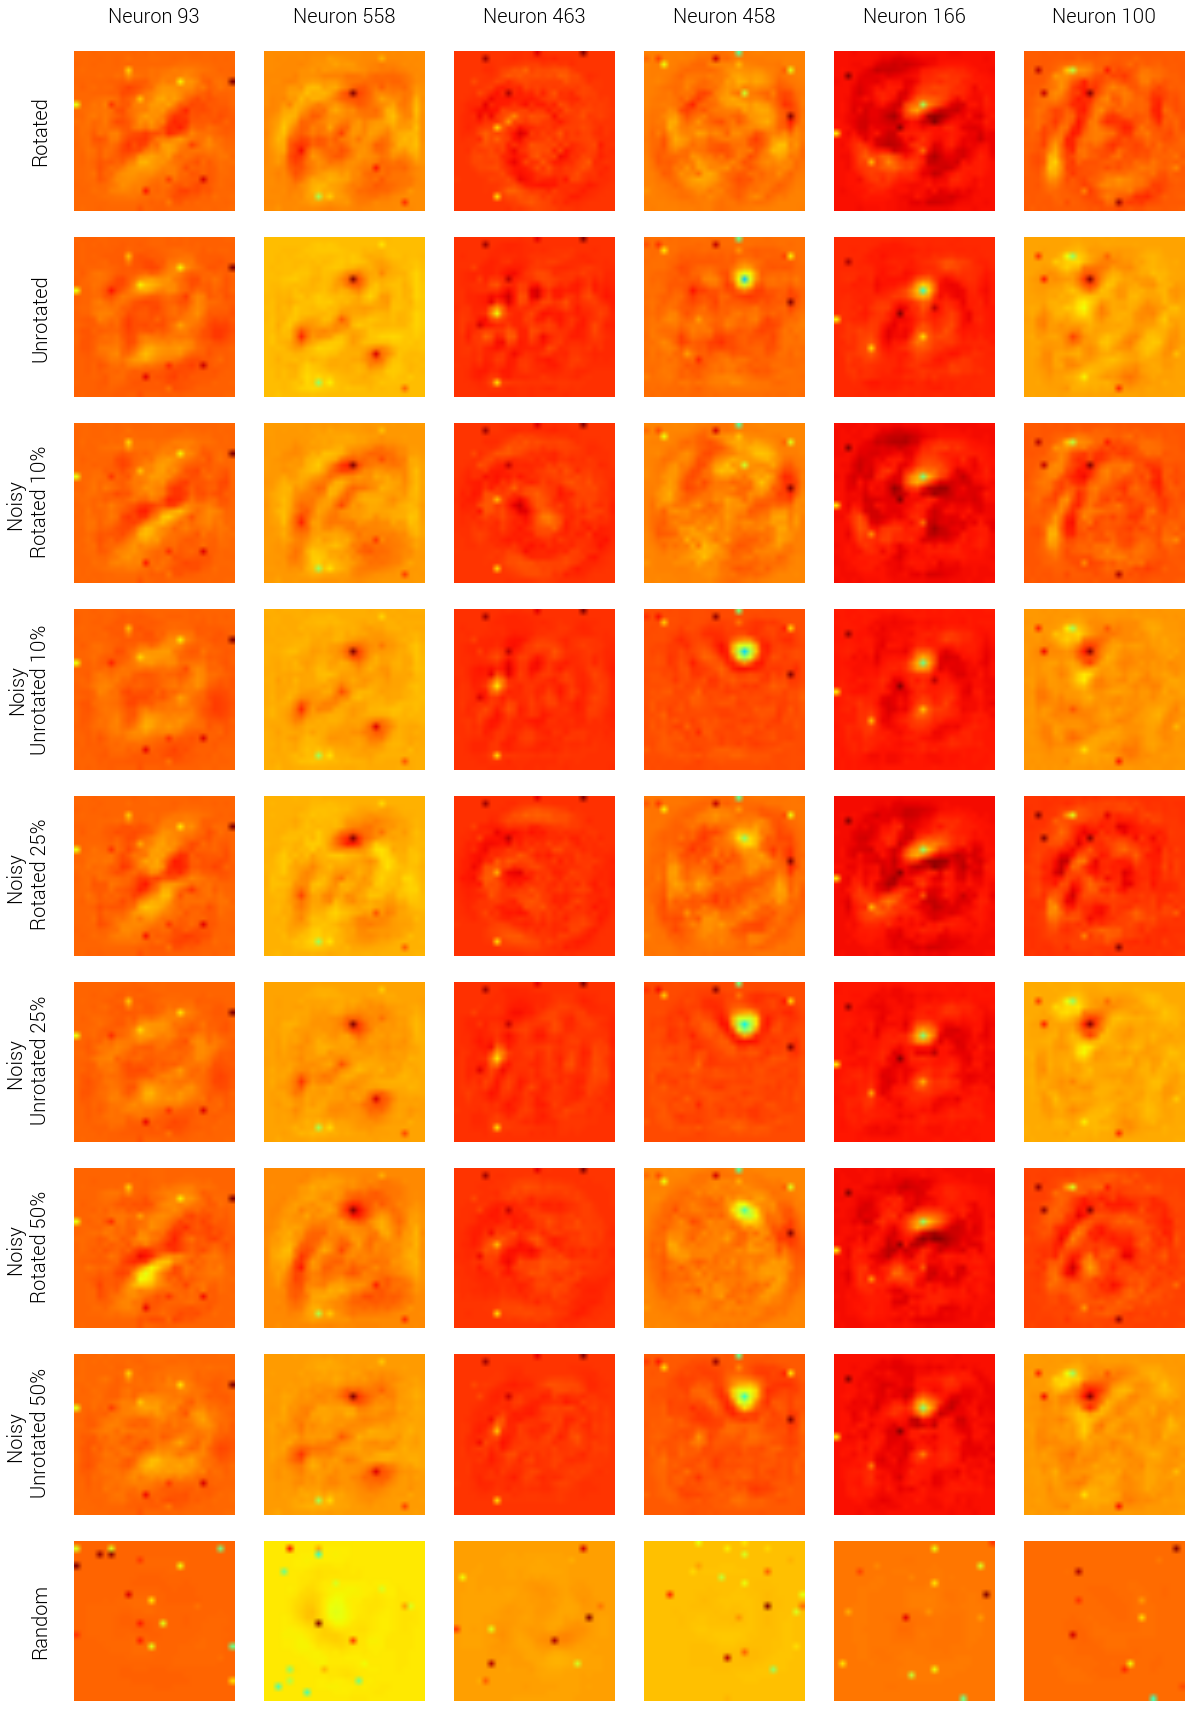 Neuron 93 Neuron 558 Neuron 463 Neuron 458 Neuron 166 Neuron 100
Rotated
Unrotated
Noisy
Rotated 10%
Noisy
Unrotated 10%
Noisy
Rotated 25%
Noisy
Unrotated 25%
Noisy
Rotated 50%
Noisy
Unrotated 50%
Random